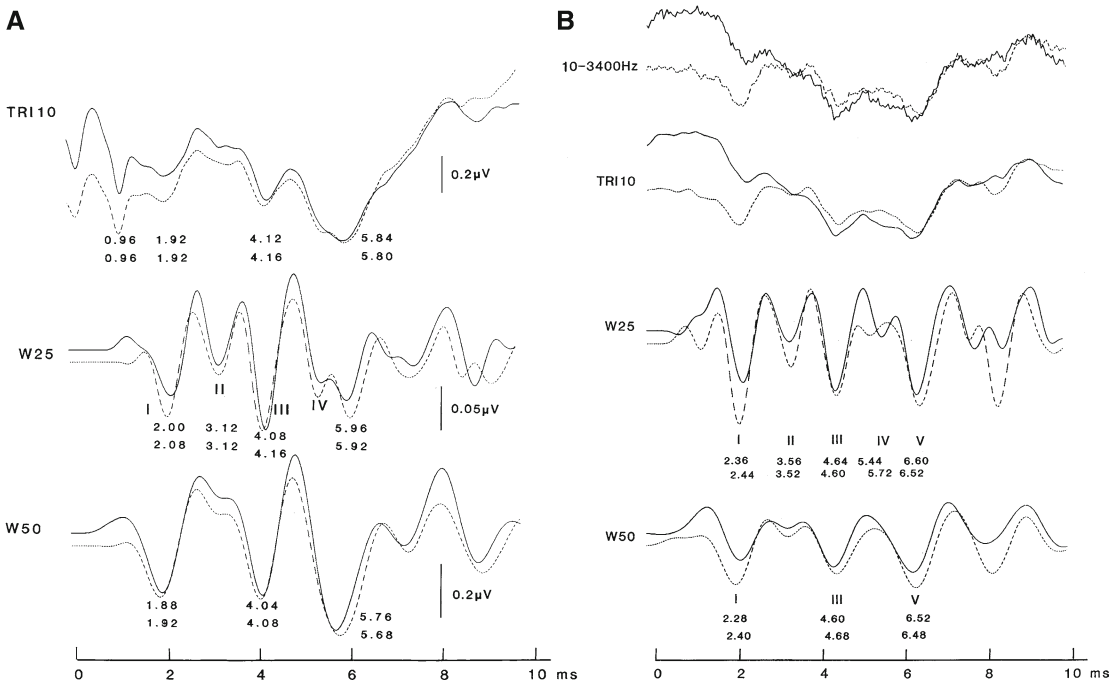 A
TRI10
0.2µV
0.96 1.92 4.12 5.84
0.96 1.92 4.16 5.80
W25
0.05µV
I II III IV
2.00 3.12 4.08 5.96
2.08 3.12 4.16 5.92
W50
0.2µV
1.88 4.04 5.76
1.92 4.08 5.68
0 2 4 6 8 10 ms
B
10-3400Hz
TRI10
W25
I II III IV V
2.36 3.56 4.64 5.44 6.60
2.44 3.52 4.60 5.72 6.52
W50
I III V
2.28 4.60 6.52
2.40 4.68 6.48
0 2 4 6 8 10 ms